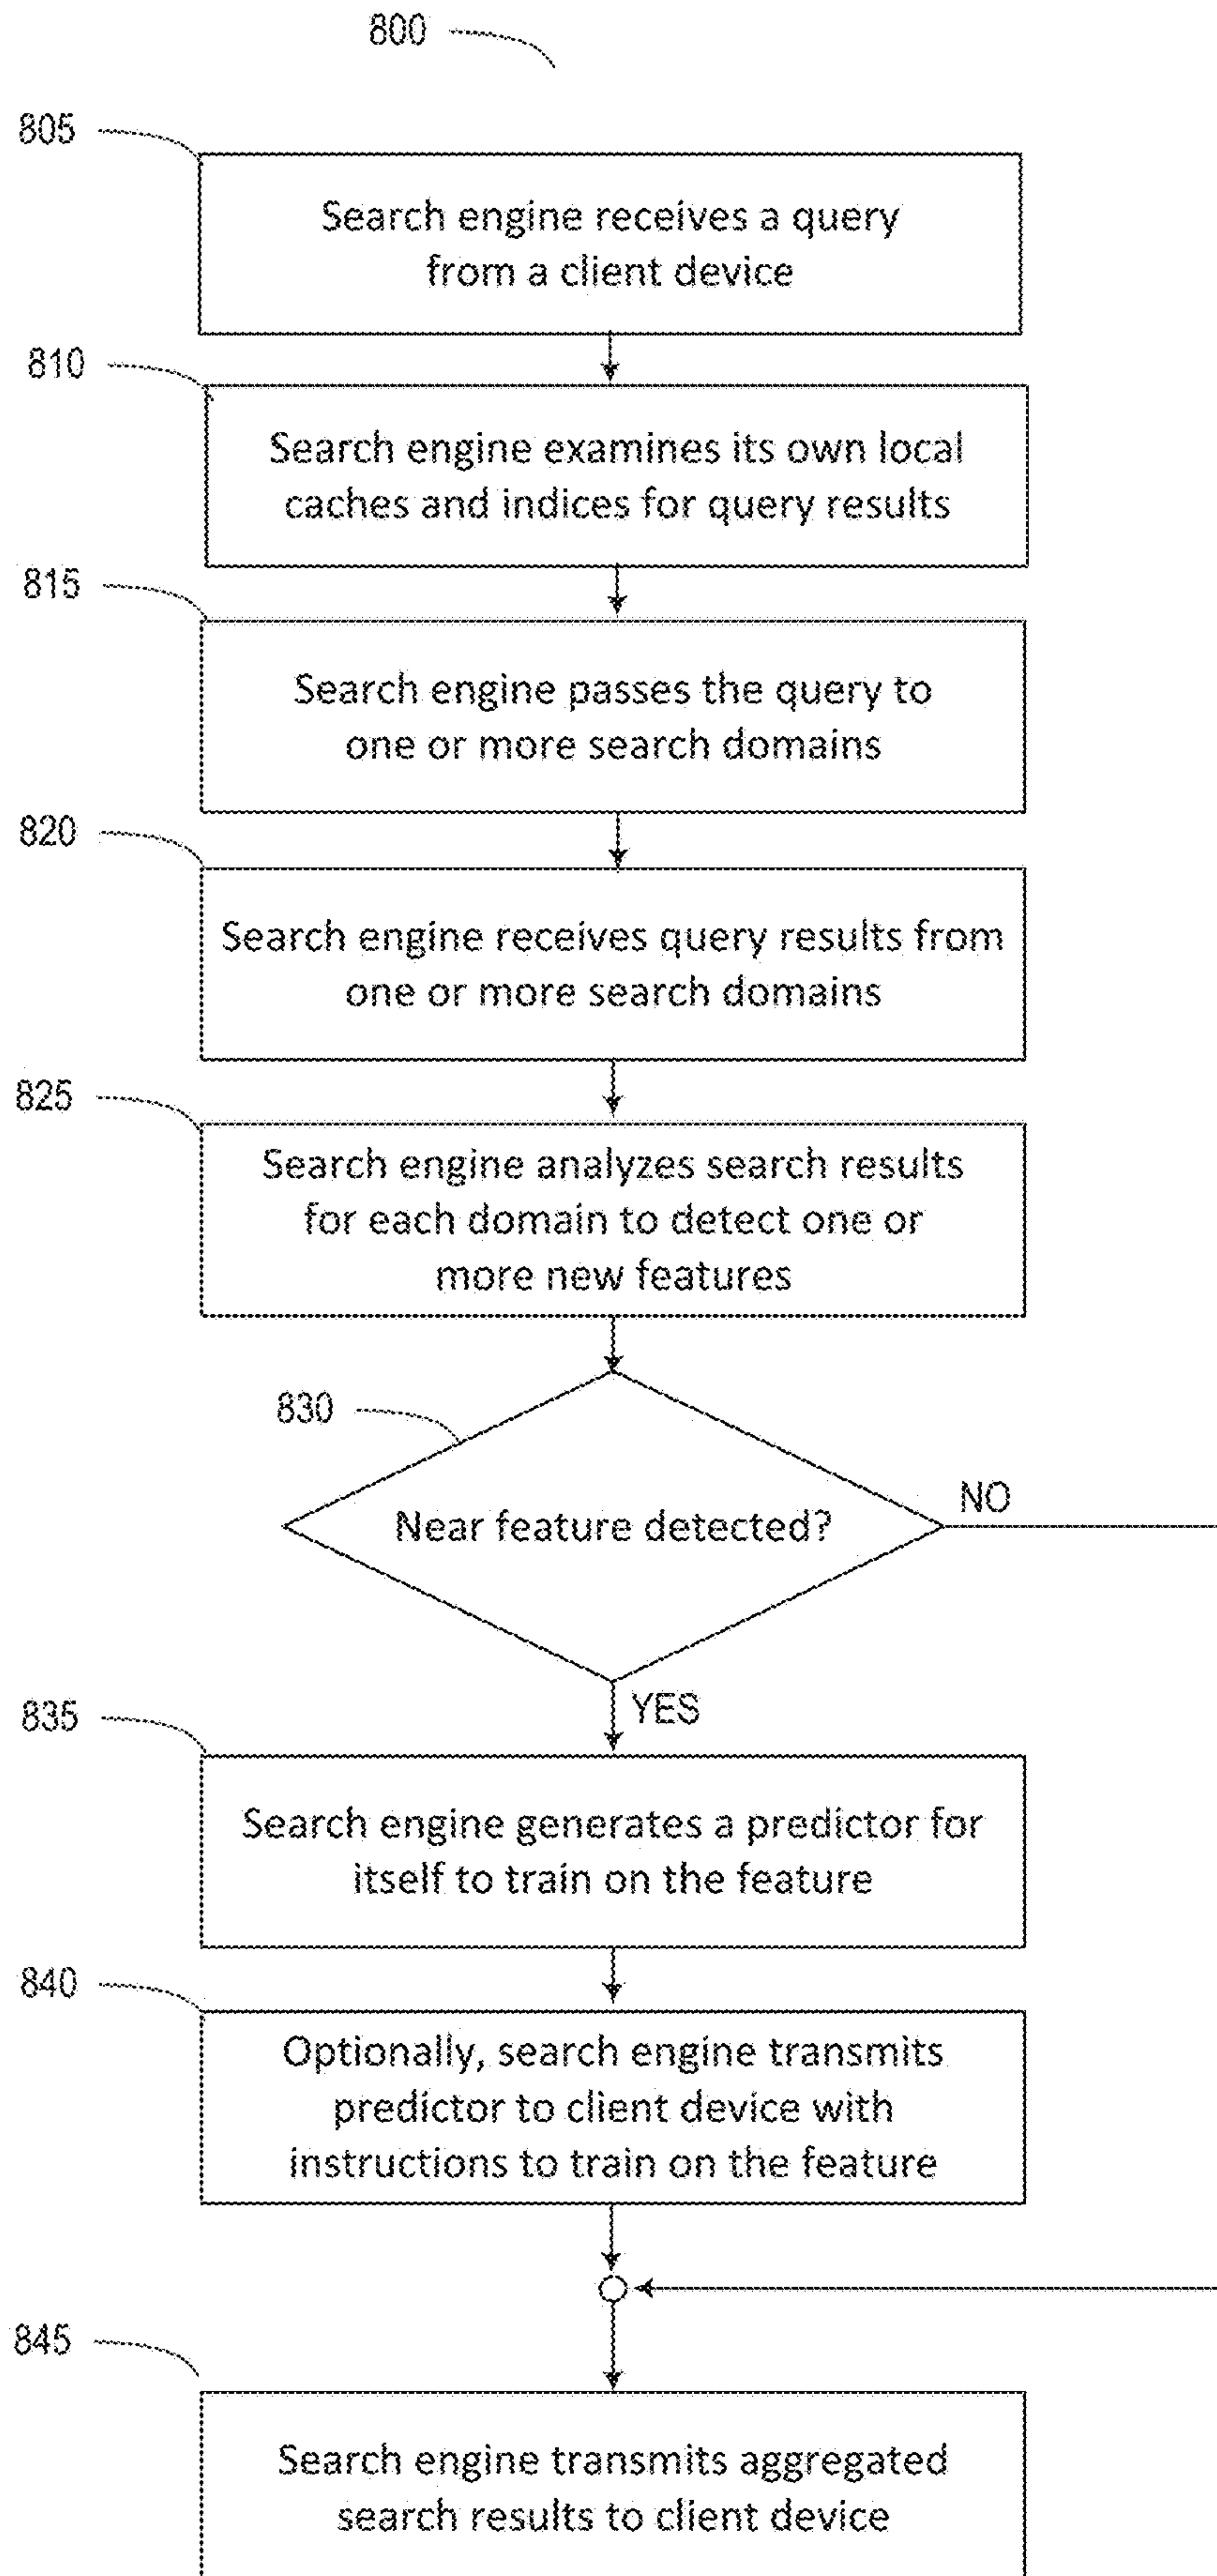 800
805
Search engine receives a query
from a client device
810
Search engine examines its own local
caches and indices for query results
815
Search engine passes the query to
one or more search domains
820
Search engine receives query results from
one or more search domains
825
Search engine analyzes search results
for each domain to detect one or
more new features
830
Near feature detected?
NO
YES
835
Search engine generates a predictor for
itself to train on the feature
840
Optionally, search engine transmits
predictor to client device with
instructions to train on the feature
845
Search engine transmits aggregated
search results to client device